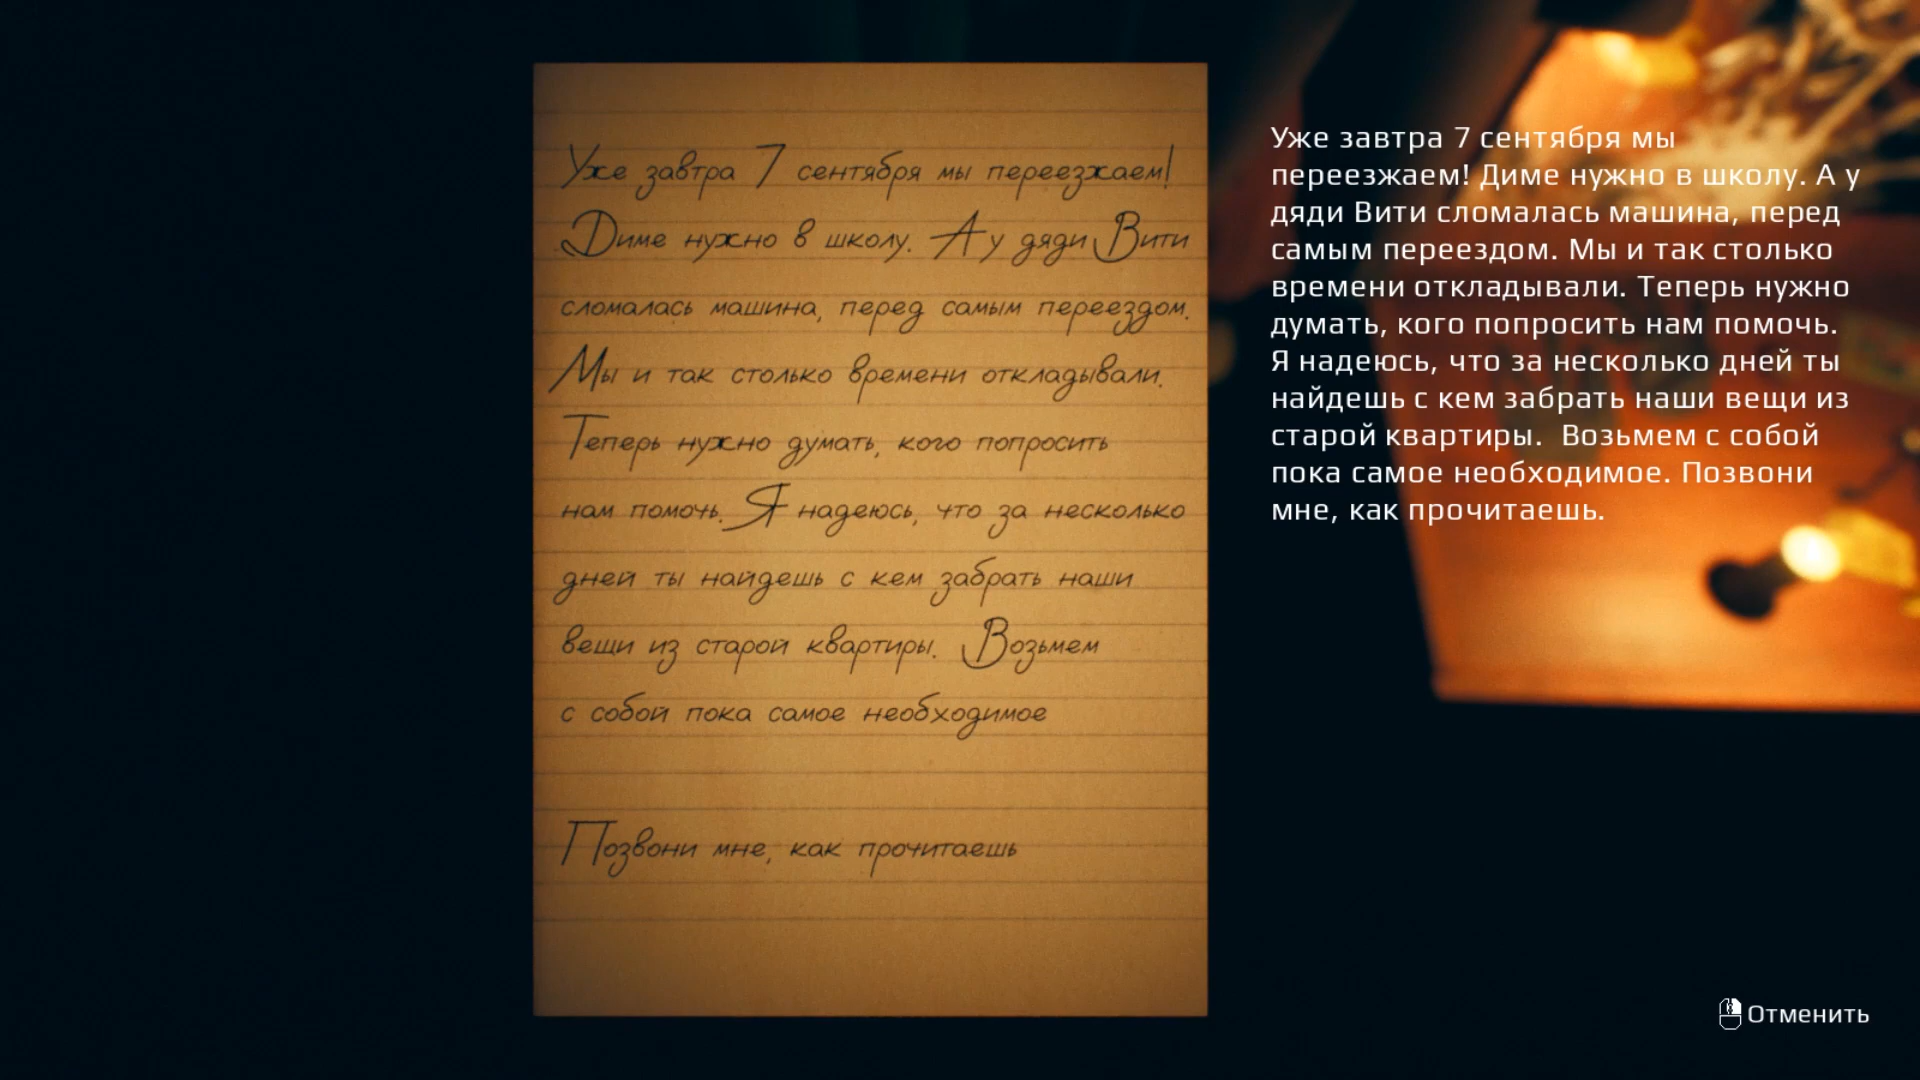 Уже завтра 7 сентября мы переезжаем!
Диме нужно в школу. А у дяди Вити
сломалась машина, перед самым переездом.
Мы и так столько времени откладывали.
Теперь нужно думать, кого попросить
нам помочь. Я надеюсь, что за несколько
дней ты найдешь с кем забрать наши
вещи из старой квартиры. Возьмем
с собой пока самое необходимое
Позвони мне, как прочитаешь
Уже завтра 7 сентября мы
переезжаем! Диме нужно в школу. А у
дяди Вити сломалась машина, перед
самым переездом. Мы и так столько
времени откладывали. Теперь нужно
думать, кого попросить нам помочь.
Я надеюсь, что за несколько дней ты
найдешь с кем забрать наши вещи из
старой квартиры.  Возьмем с собой
пока самое необходимое. Позвони
мне, как прочитаешь.
Отменить